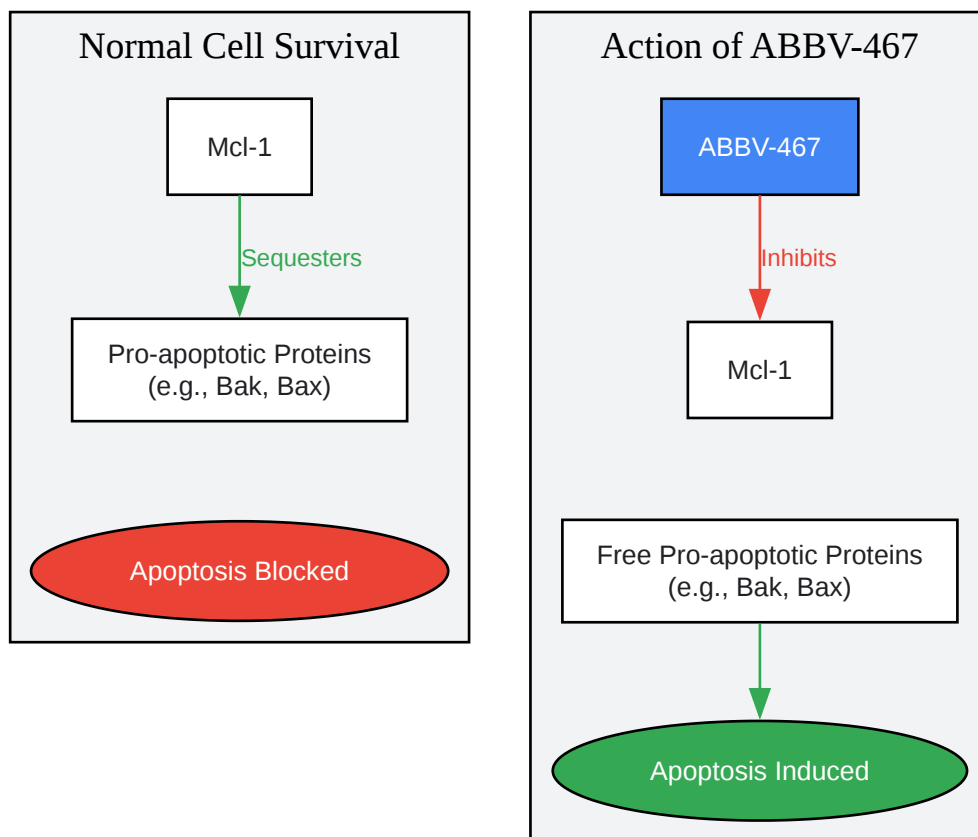 Normal Cell Survival
Mcl-1
Sequesters
Pro-apoptotic Proteins
(e.g., Bak, Bax)
Apoptosis Blocked
Action of ABBV-467
ABBV-467
Inhibits
Mcl-1
Free Pro-apoptotic Proteins
(e.g., Bak, Bax)
Apoptosis Induced